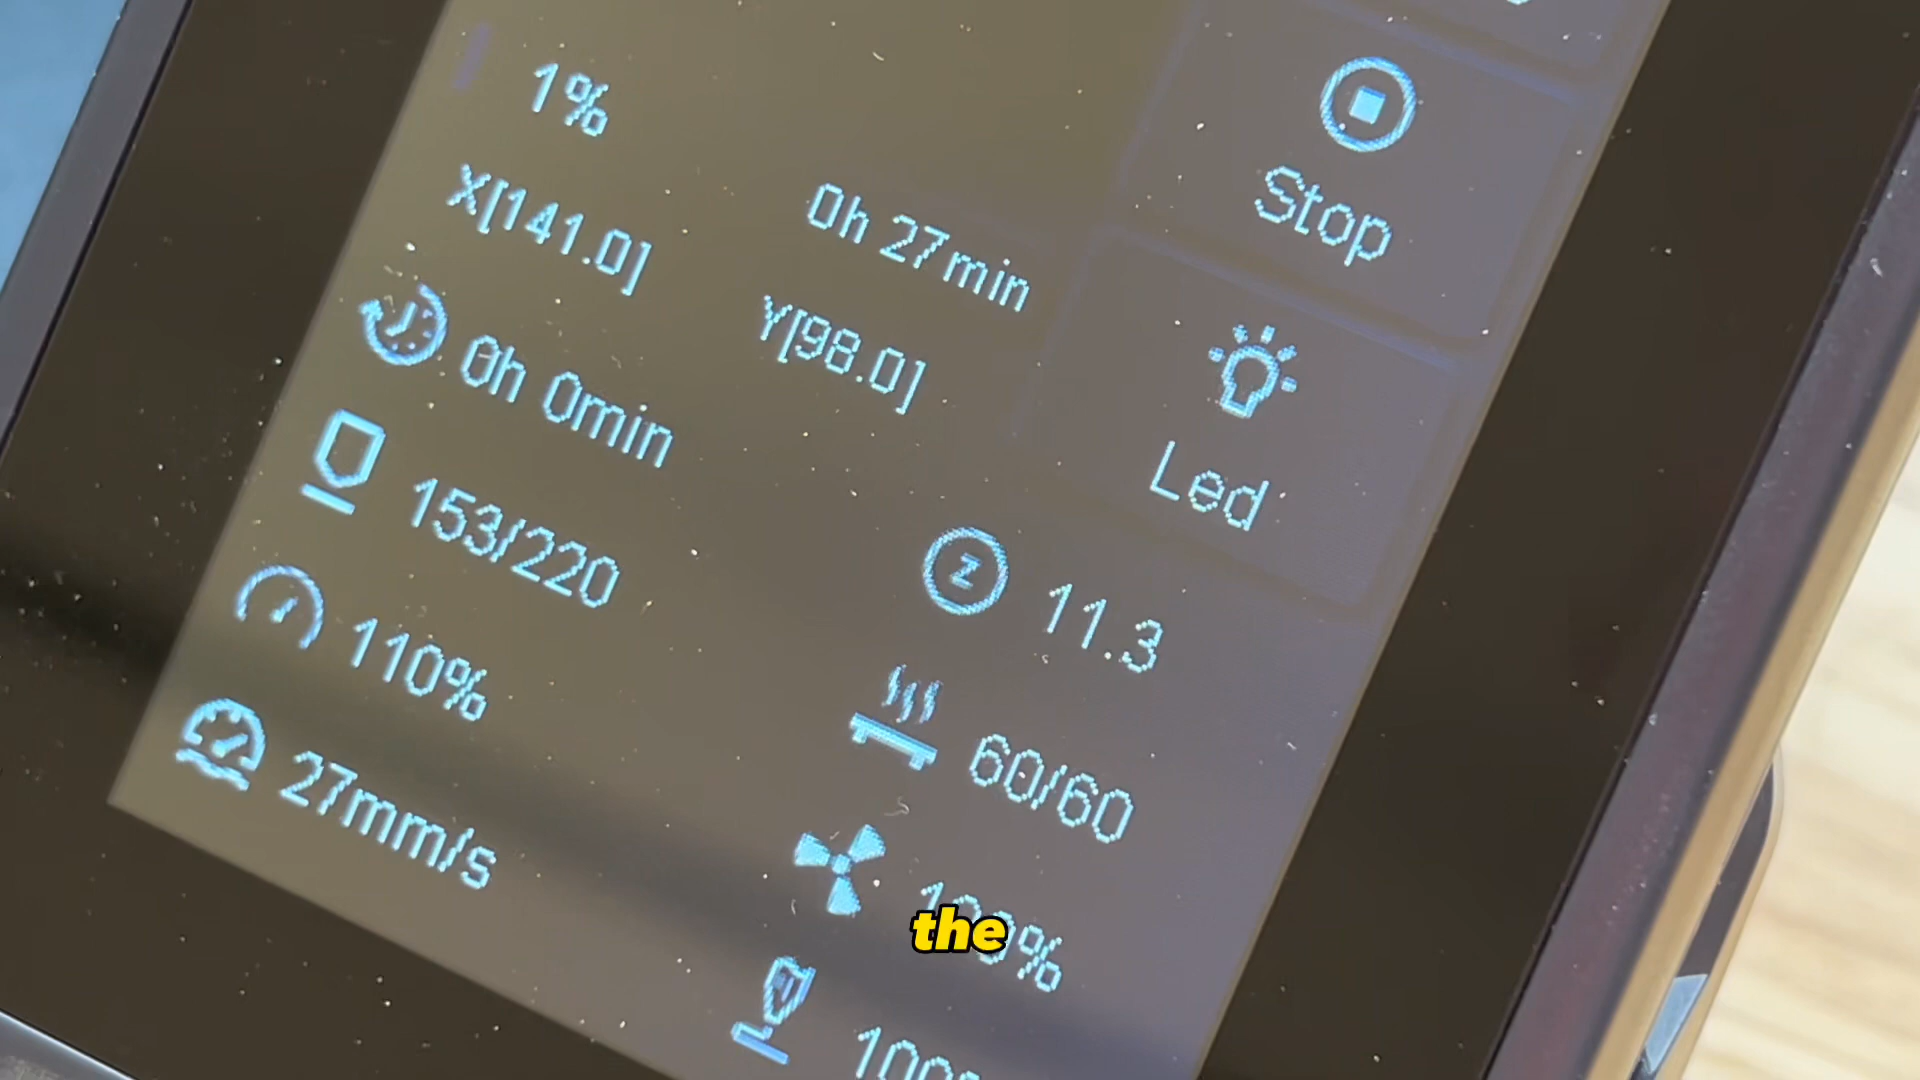 1%
Stop
X[141.0]
0h 27min
0h 0min
Y[98.0]
Led
153/220
Z 11.3
110%
60/60
27mm/s
the